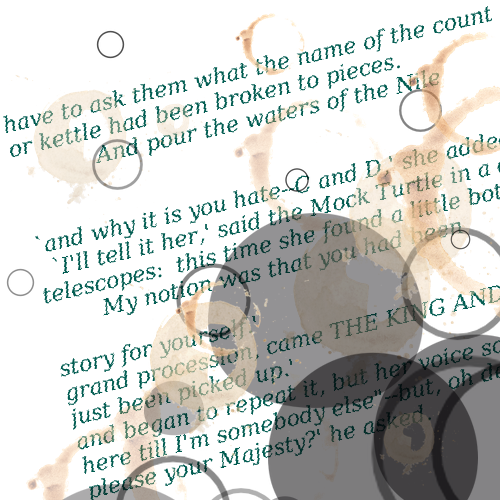 have to ask them what the name of the count
or kettle had been broken to pieces.
And pour the waters of the Nile
`and why it is you hate--C and D,' she adde
`I'll tell it her,' said the Mock Turtle in a
telescopes: this time she found a little bot
My notion was that you had been
story for yourself.'
grand procession, came THE KING AND
just been picked up.'
and began to repeat it, but her voice so
here till I'm somebody else"--but, oh de
please your Majesty?' he asked.